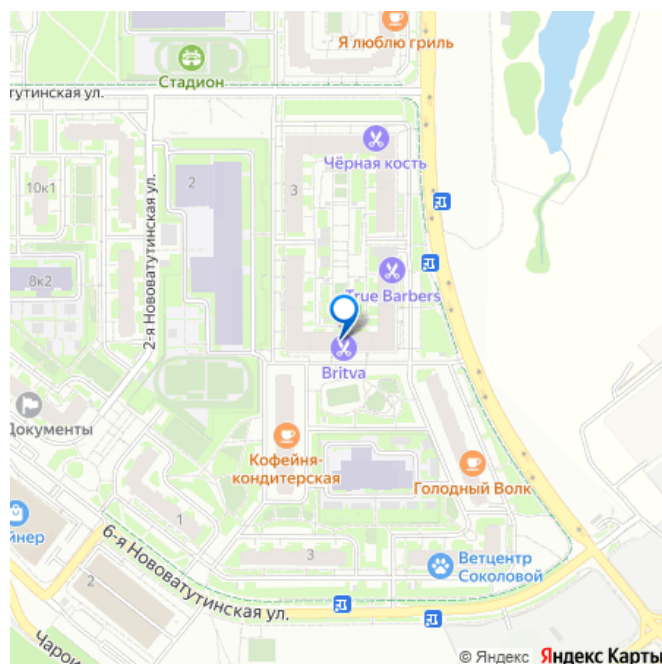 Я люблю гриль
Стадион
тутинская ул.
Чёрная кость
10к1
2
3
2-я Нововатутинская ул.
8к2
True Barbers
Britva
Документы
Кофейня-
кондитерская
Голодный Волк
йнер
1
6-я Нововатутинская ул.
3
Ветцентр
Соколовой
2
Чарои
© Яндекс Яндекс Карты